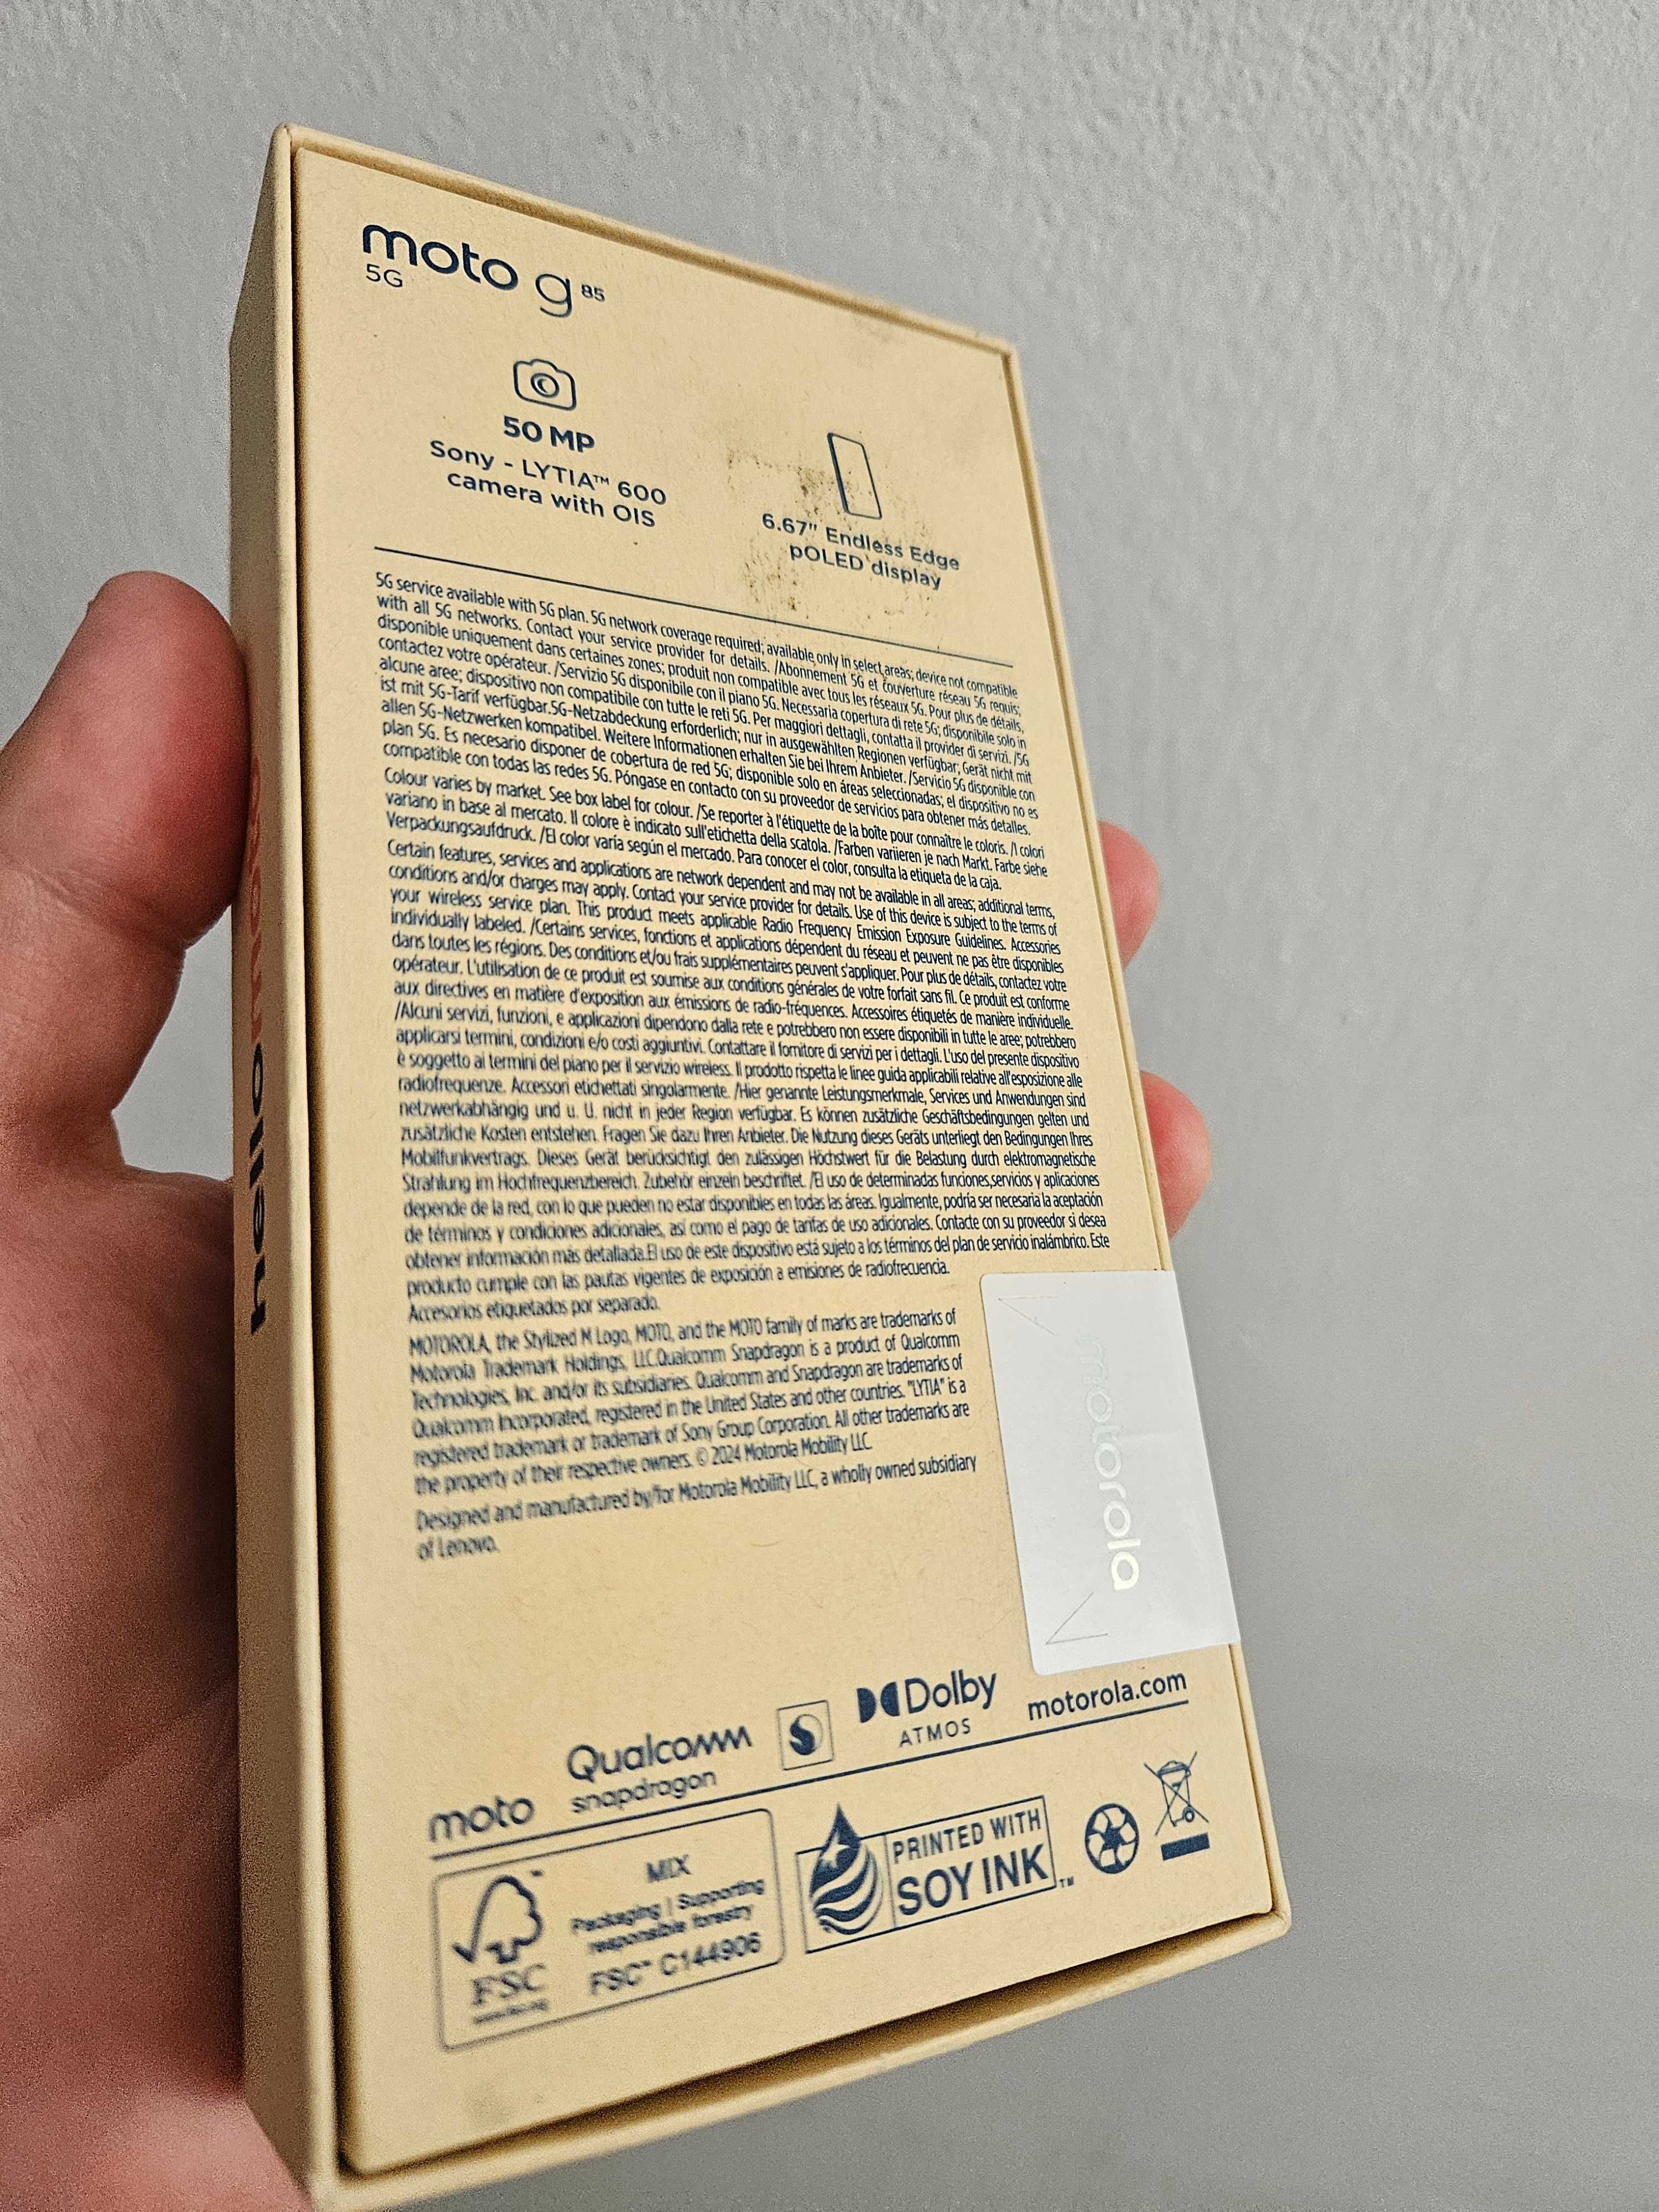 moto g 85
5G
50 MP
Sony - LYTIA™ 600
camera with OIS
6.67" Endless Edge
pOLED display
5G service available with 5G plan. 5G network coverage required; available only in select areas; device not compatible
with all 5G networks. Contact your service provider for details. /Abonnement 5G et couverture réseau 5G requis;
disponible uniquement dans certaines zones; produit non compatible avec tous les réseaux 5G. Pour plus de détails,
contactez votre opérateur. /Servizio 5G disponibile con il piano 5G. Necessaria copertura di rete 5G; disponibile solo in
alcune aree; dispositivo non compatibile con tutte le reti 5G. Per maggiori dettagli, contatta il provider di servizi. /5G
ist mit 5G-Tarif verfügbar.5G-Netzabdeckung erforderlich; nur in ausgewählten Regionen verfügbar; Gerät nicht mit
allen 5G-Netzwerken kompatibel. Weitere Informationen erhalten Sie bei Ihrem Anbieter. /Servicio 5G disponible con
plan 5G. Es necesario disponer de cobertura de red 5G; disponible solo en áreas seleccionadas; el dispositivo no es
compatible con todas las redes 5G. Póngase en contacto con su proveedor de servicios para obtener más detalles.
Colour varies by market. See box label for colour. /Se reporter à l'étiquette de la boîte pour connaître le coloris. /I colori
variano in base al mercato. Il colore è indicato sull'etichetta della scatola. /Farben variieren je nach Markt. Farbe siehe
Verpackungsaufdruck. /El color varía según el mercado. Para conocer el color, consulta la etiqueta de la caja.
Certain features, services and applications are network dependent and may not be available in all areas; additional terms,
conditions and/or charges may apply. Contact your service provider for details. Use of this device is subject to the terms of
your wireless service plan. This product meets applicable Radio Frequency Emission Exposure Guidelines. Accessories
individually labeled. /Certains services, fonctions et applications dépendent du réseau et peuvent ne pas être disponibles
dans toutes les régions. Des conditions et/ou frais supplémentaires peuvent s'appliquer. Pour plus de détails, contactez votre
opérateur. L'utilisation de ce produit est soumise aux conditions générales de votre forfait sans fil. Ce produit est conforme
aux directives en matière d'exposition aux émissions de radio-fréquences. Accessoires étiquetés de manière individuelle.
/Alcuni servizi, funzioni, e applicazioni dipendono dalla rete e potrebbero non essere disponibili in tutte le aree; potrebbero
applicarsi termini, condizioni e/o costi aggiuntivi. Contattare il fornitore di servizi per i dettagli. L'uso del presente dispositivo
è soggetto ai termini del piano per il servizio wireless. Il prodotto rispetta le linee guida applicabili relative all'esposizione alle
radiofrequenze. Accessori etichettati singolarmente. /Hier genannte Leistungsmerkmale, Services und Anwendungen sind
netzwerkabhängig und u. U. nicht in jeder Region verfügbar. Es können zusätzliche Geschäftsbedingungen gelten und
zusätzliche Kosten entstehen. Fragen Sie dazu Ihren Anbieter. Die Nutzung dieses Geräts unterliegt den Bedingungen Ihres
Mobilfunkvertrags. Dieses Gerät berücksichtigt den zulässigen Höchstwert für die Belastung durch elektromagnetische
Strahlung im Hochfrequenzbereich. Zubehör einzeln beschriftet. /El uso de determinadas funciones,servicios y aplicaciones
depende de la red, con lo que pueden no estar disponibles en todas las áreas. Igualmente, podría ser necesaria la aceptación
de términos y condiciones adicionales, así como el pago de tarifas de uso adicionales. Contacte con su proveedor si desea
obtener información más detallada.El uso de este dispositivo está sujeto a los términos del plan de servicio inalámbrico. Este
producto cumple con las pautas vigentes de exposición a emisiones de radiofrecuencia.
Accesorios etiquetados por separado.
MOTOROLA, the Stylized M Logo, MOTO, and the MOTO family of marks are trademarks of
Motorola Trademark Holdings, LLC.Qualcomm Snapdragon is a product of Qualcomm
Technologies, Inc. and/or its subsidiaries. Qualcomm and Snapdragon are trademarks of
Qualcomm Incorporated, registered in the United States and other countries. "LYTIA" is a
registered trademark or trademark of Sony Group Corporation. All other trademarks are
the property of their respective owners. © 2024 Motorola Mobility LLC
Designed and manufactured by/for Motorola Mobility LLC, a wholly owned subsidiary
of Lenovo.
motorola
hello
moto
Qualcomm
snapdragon
Dolby
ATMOS
motorola.com
FSC
MIX
Packaging | Supporting
responsible forestry
FSC™ C144906
PRINTED WITH
SOY INK™